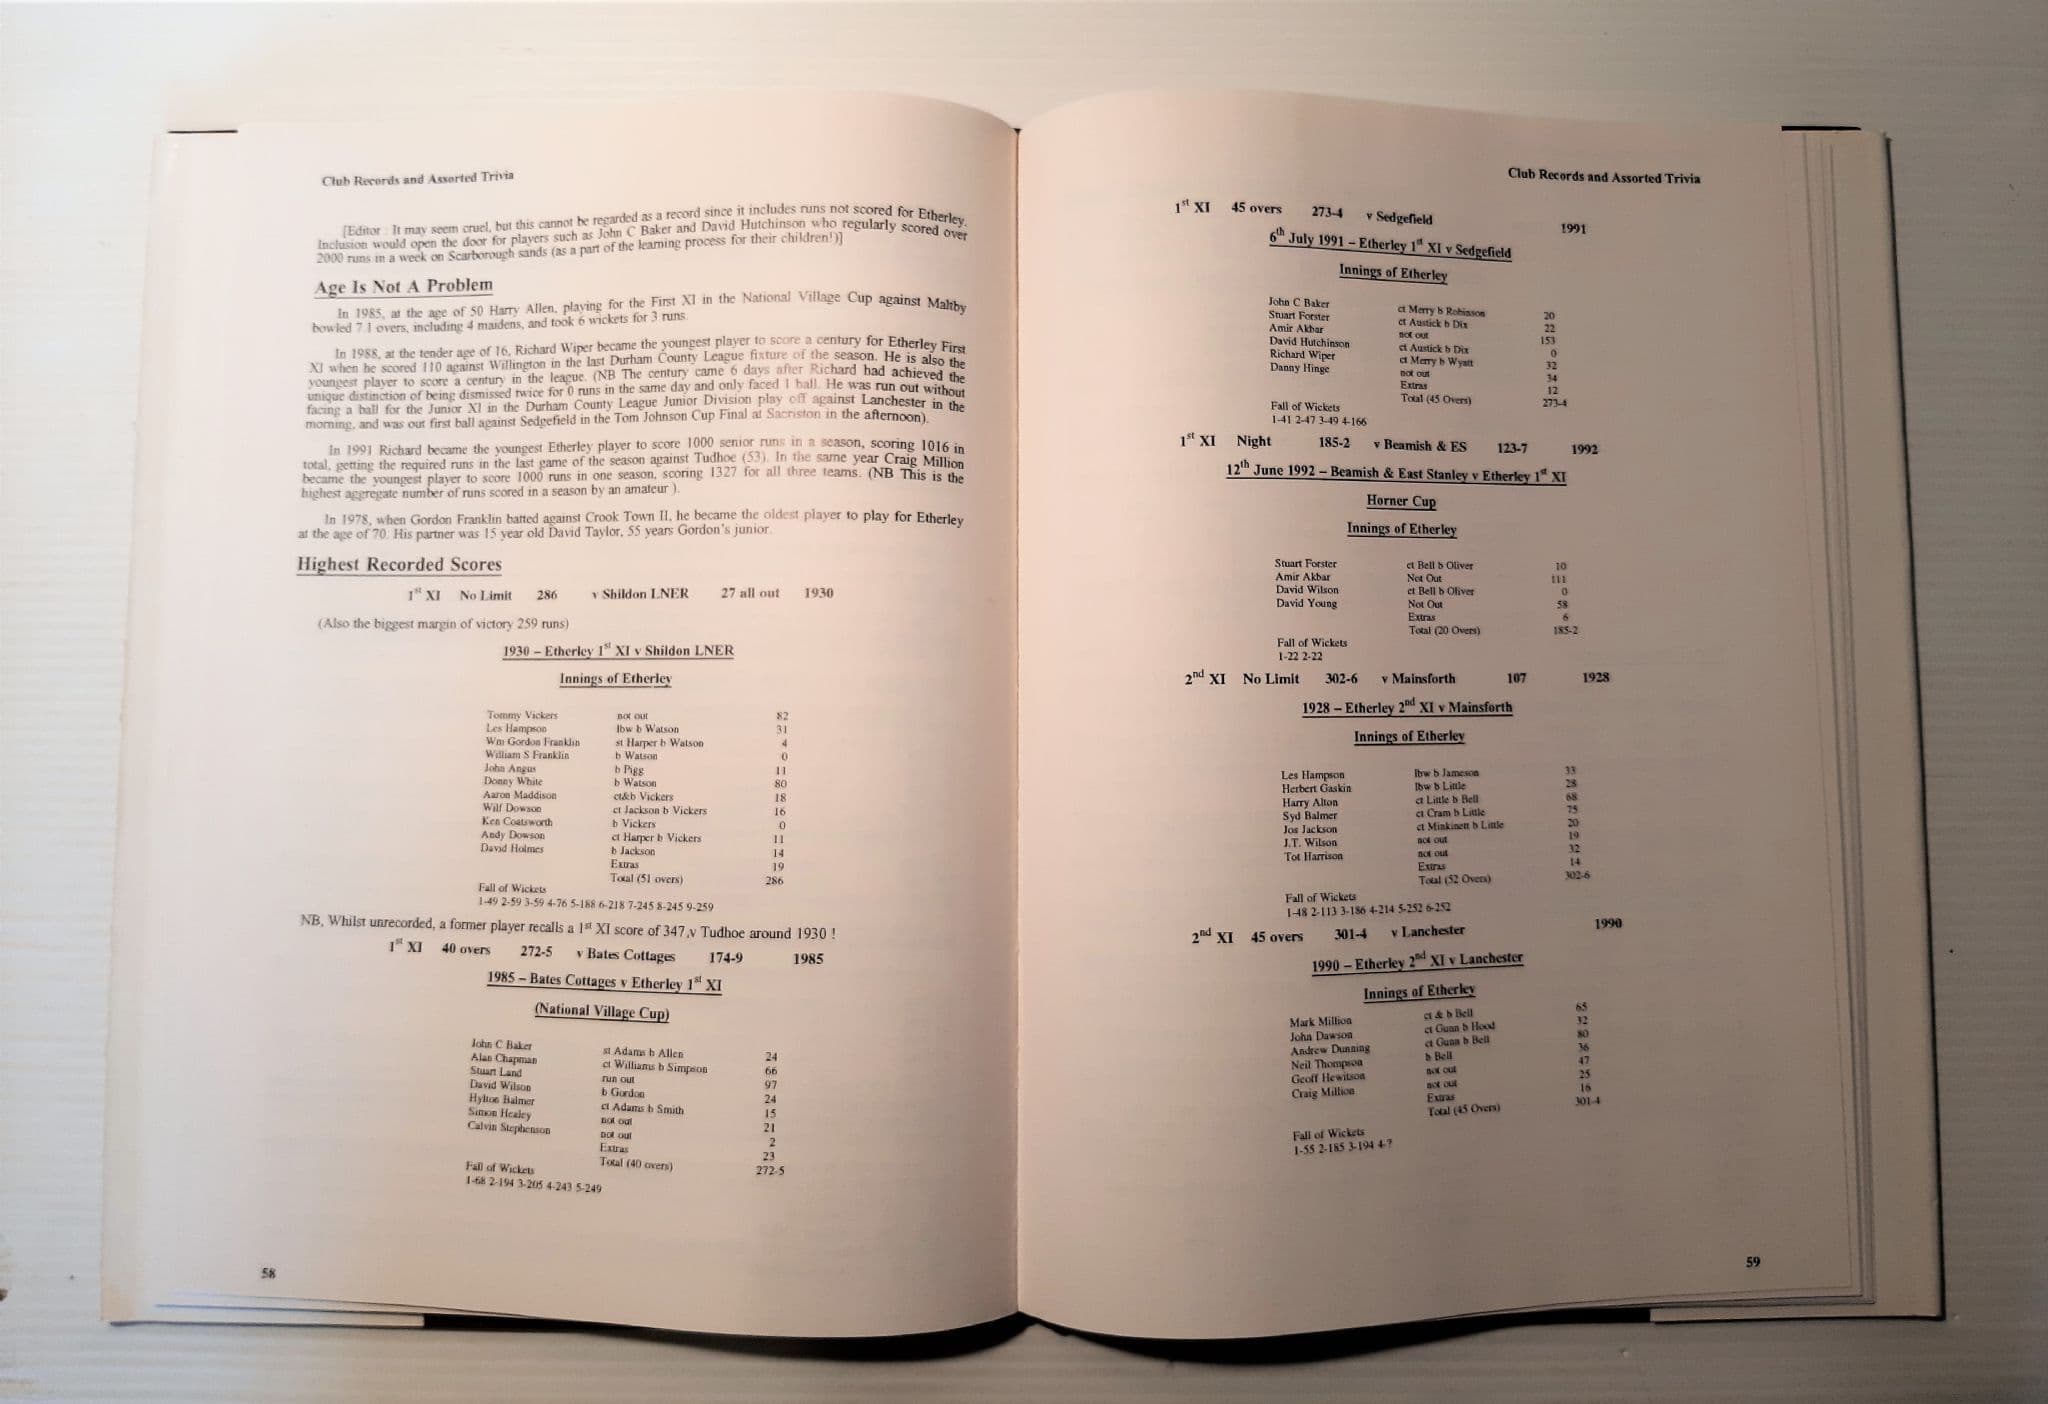 Club Records and Assorted Trivia
[Editor : It may seem cruel, but this cannot be regarded as a record since it includes runs not scored for Etherley.
Inclusion would open the door for players such as John C Baker and David Hutchinson who regularly scored over
2000 runs in a week on Scarborough sands (as a part of the learning process for their children!)]
Age Is Not A Problem
In 1985, at the age of 50 Harry Allen, playing for the First XI in the National Village Cup against Maltby
bowled 7.1 overs, including 4 maidens, and took 6 wickets for 3 runs.
In 1988, at the tender age of 16, Richard Wiper became the youngest player to score a century for Etherley First
XI when he scored 110 against Willington in the last Durham County League fixture of the season. He is also the
youngest player to score a century in the league. (NB The century came 6 days after Richard had achieved the
unique distinction of being dismissed twice for 0 runs in the same day and only faced 1 ball. He was run out without
facing a ball for the Junior XI in the Durham County League Junior Division play off against Lanchester in the
morning, and was out first ball against Sedgefield in the Tom Johnson Cup Final at Sacriston in the afternoon).
In 1991 Richard became the youngest Etherley player to score 1000 senior runs in a season, scoring 1016 in
total, getting the required runs in the last game of the season against Tudhoe (53). In the same year Craig Million
became the youngest player to score 1000 runs in one season, scoring 1327 for all three teams. (NB This is the
highest aggregate number of runs scored in a season by an amateur ).
In 1978, when Gordon Franklin batted against Crook Town II, he became the oldest player to play for Etherley
at the age of 70. His partner was 15 year old David Taylor, 55 years Gordon's junior.
Highest Recorded Scores
1st XI No Limit 286 v Shildon LNER 27 all out 1930
(Also the biggest margin of victory 259 runs)
1930 – Etherley 1st XI v Shildon LNER
Innings of Etherley
Tommy Vickers not out 82
Les Hampson lbw b Watson 31
Wm Gordon Franklin st Harper b Watson 4
William S Franklin b Watson 0
John Angus b Pigg 11
Donny White b Watson 80
Aaron Maddison ct&b Vickers 18
Wilf Dowson ct Jackson b Vickers 16
Ken Coatsworth b Vickers 0
Andy Dowson ct Harper b Vickers 11
David Holmes b Jackson 14
Extras 19
Total (51 overs) 286
Fall of Wickets
1-49 2-59 3-59 4-76 5-188 6-218 7-245 8-245 9-259
NB, Whilst unrecorded, a former player recalls a 1st XI score of 347,v Tudhoe around 1930 !
1st XI 40 overs 272-5 v Bates Cottages 174-9 1985
1985 – Bates Cottages v Etherley 1st XI
(National Village Cup)
John C Baker st Adams b Allen 24
Alan Chapman ct Williams b Simpson 66
Stuart Land run out 97
David Wilson b Gordon 24
Hylton Balmer ct Adams b Smith 15
Simon Healey not out 21
Calvin Stephenson not out 2
Extras 23
Total (40 overs) 272-5
Fall of Wickets
1-68 2-194 3-205 4-243 5-249
58
Club Records and Assorted Trivia
1st XI 45 overs 273-4 v Sedgefield 1991
6th July 1991 – Etherley 1st XI v Sedgefield
Innings of Etherley
John C Baker ct Merry b Robinson 20
Stuart Forster ct Austick b Dix 22
Amir Akbar not out 153
David Hutchinson ct Austick b Dix 0
Richard Wiper ct Merry b Wyatt 32
Danny Hinge not out 34
Extras 12
Total (45 Overs) 273-4
Fall of Wickets
1-41 2-47 3-49 4-166
1st XI Night 185-2 v Beamish & ES 123-7 1992
12th June 1992 – Beamish & East Stanley v Etherley 1st XI
Horner Cup
Innings of Etherley
Stuart Forster ct Bell b Oliver 10
Amir Akbar Not Out 111
David Wilson ct Bell b Oliver 0
David Young Not Out 58
Extras 6
Total (20 Overs) 185-2
Fall of Wickets
1-22 2-22
2nd XI No Limit 302-6 v Mainsforth 107 1928
1928 – Etherley 2nd XI v Mainsforth
Innings of Etherley
Les Hampson lbw b Jameson 33
Herbert Gaskin lbw b Little 28
Harry Alton ct Little b Bell 68
Syd Balmer ct Cram b Little 75
Jos Jackson ct Minkinett b Little 20
J.T. Wilson not out 19
Tot Harrison not out 32
Extras 14
Total (52 Overs) 302-6
Fall of Wickets
1-48 2-113 3-186 4-214 5-252 6-252
2nd XI 45 overs 301-4 v Lanchester 1990
1990 – Etherley 2nd XI v Lanchester
Innings of Etherley
Mark Million ct & b Bell 65
John Dawson ct Gunn b Hood 32
Andrew Dunning ct Gunn b Bell 80
Neil Thompson b Bell 36
Geoff Hewitson not out 47
Craig Million not out 25
Extras 16
Total (45 Overs) 301-4
Fall of Wickets
1-55 2-185 3-194 4-?
59